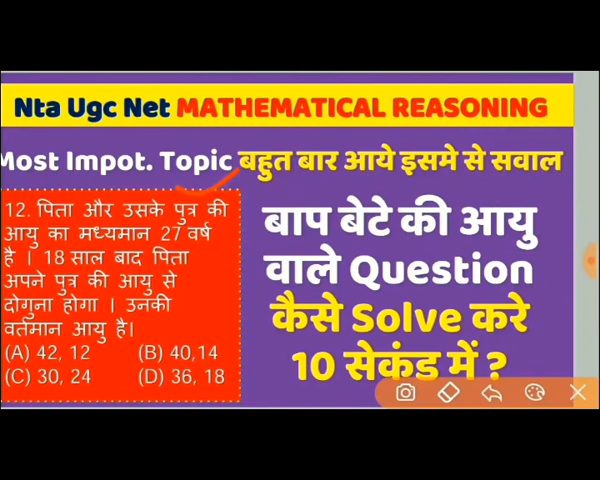 Nta Ugc Net MATHEMATICAL REASONING
Most Impot. Topic बहुत बार आये इसमे से सवाल
12. पिता और उसके पुत्र की
आयु का मध्यमान 27 वर्ष
है । 18 साल बाद पिता
अपने पुत्र की आयु से
दोगुना होगा । उनकी
वर्तमान आयु है।
(A) 42, 12 (B) 40,14
(C) 30, 24 (D) 36, 18
बाप बेटे की आयु
वाले Question
कैसे Solve करे
10 सेकंड में ?